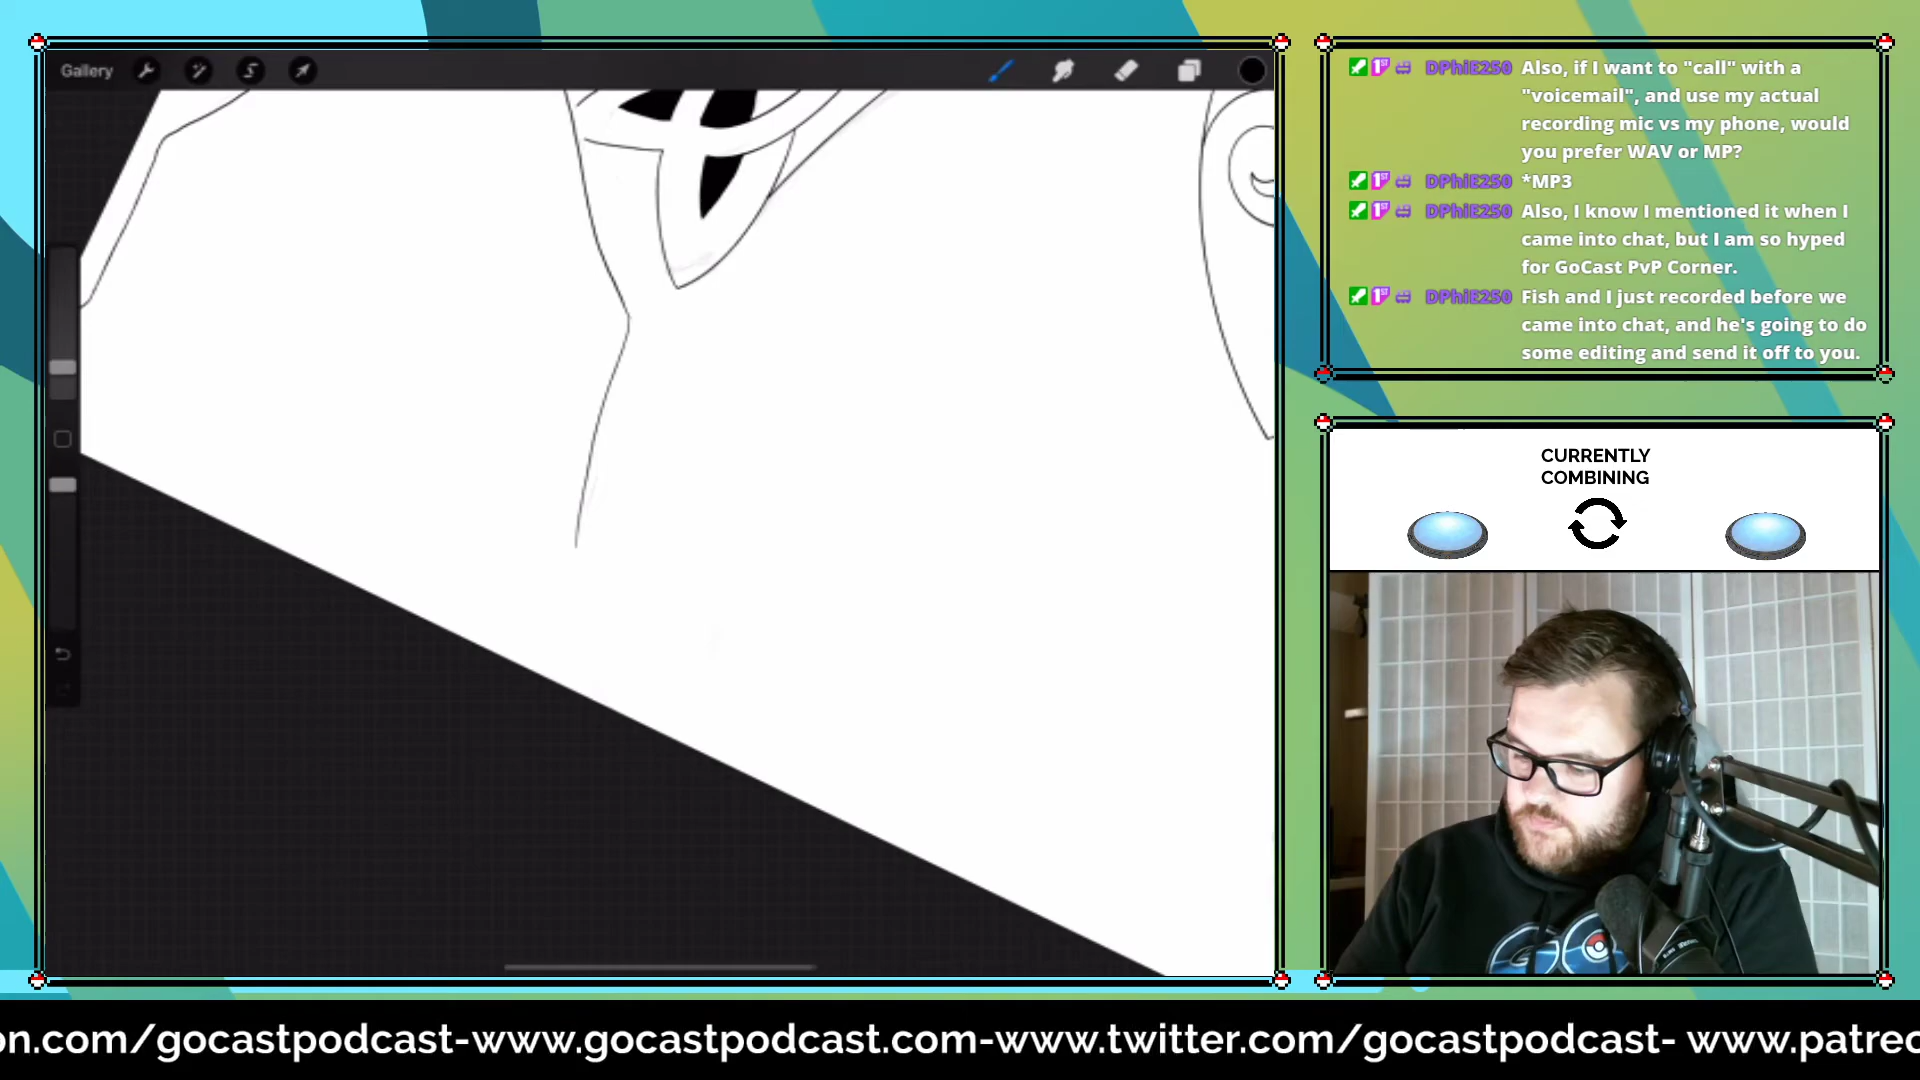 Gallery
DPhiE250 Also, if I want to "call" with a
"voicemail", and use my actual
recording mic vs my phone, would
you prefer WAV or MP?
DPhiE250 *MP3
DPhiE250 Also, I know I mentioned it when I
came into chat, but I am so hyped
for GoCast PvP Corner.
DPhiE250 Fish and I just recorded before we
came into chat, and he's going to do
some editing and send it off to you.
CURRENTLY
COMBINING
on.com/gocastpodcast-www.gocastpodcast.com-www.twitter.com/gocastpodcast- www.patreo